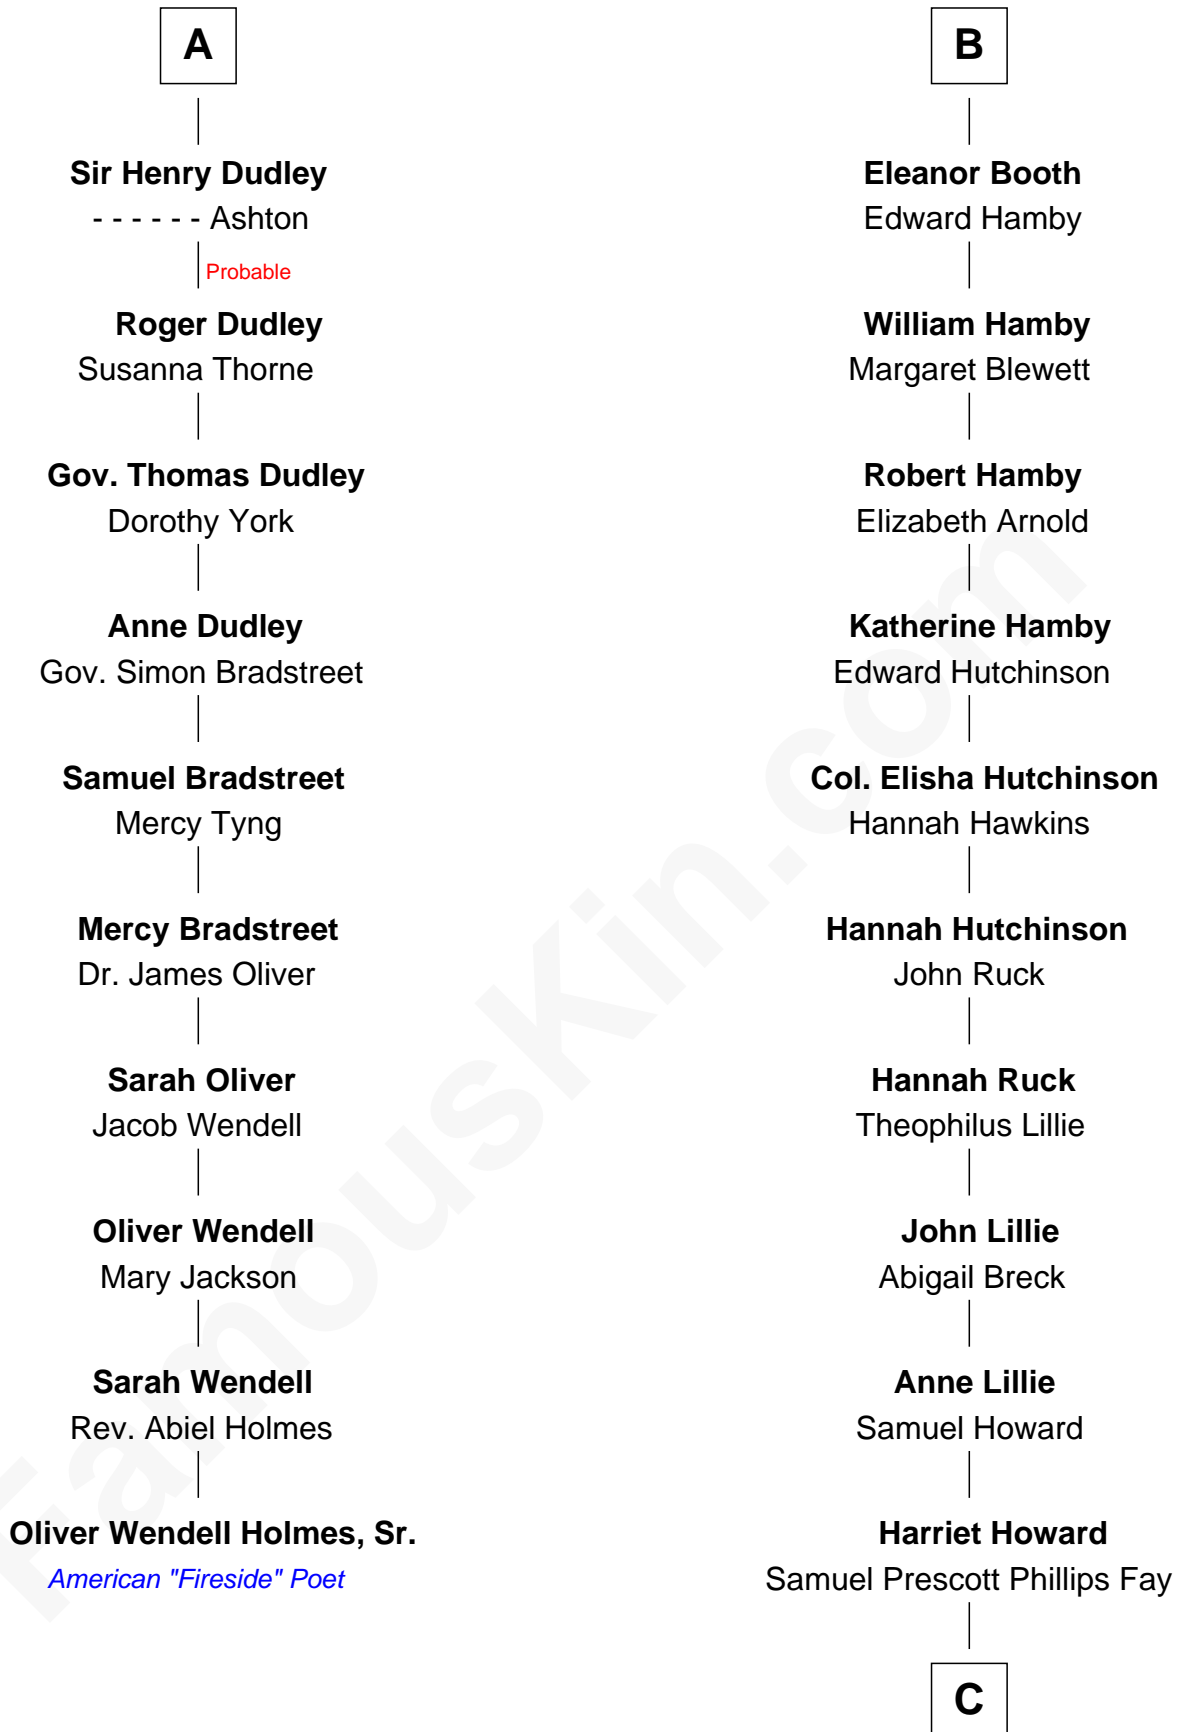 A
Sir Henry Dudley
- - - - - - Ashton
Probable
Roger Dudley
Susanna Thorne
Gov. Thomas Dudley
Dorothy York
Anne Dudley
Gov. Simon Bradstreet
Samuel Bradstreet
Mercy Tyng
Mercy Bradstreet
Dr. James Oliver
Sarah Oliver
Jacob Wendell
Oliver Wendell
Mary Jackson
Sarah Wendell
Rev. Abiel Holmes
Oliver Wendell Holmes, Sr.
American "Fireside" Poet
B
Eleanor Booth
Edward Hamby
William Hamby
Margaret Blewett
Robert Hamby
Elizabeth Arnold
Katherine Hamby
Edward Hutchinson
Col. Elisha Hutchinson
Hannah Hawkins
Hannah Hutchinson
John Ruck
Hannah Ruck
Theophilus Lillie
John Lillie
Abigail Breck
Anne Lillie
Samuel Howard
Harriet Howard
Samuel Prescott Phillips Fay
C
FamousKin.com